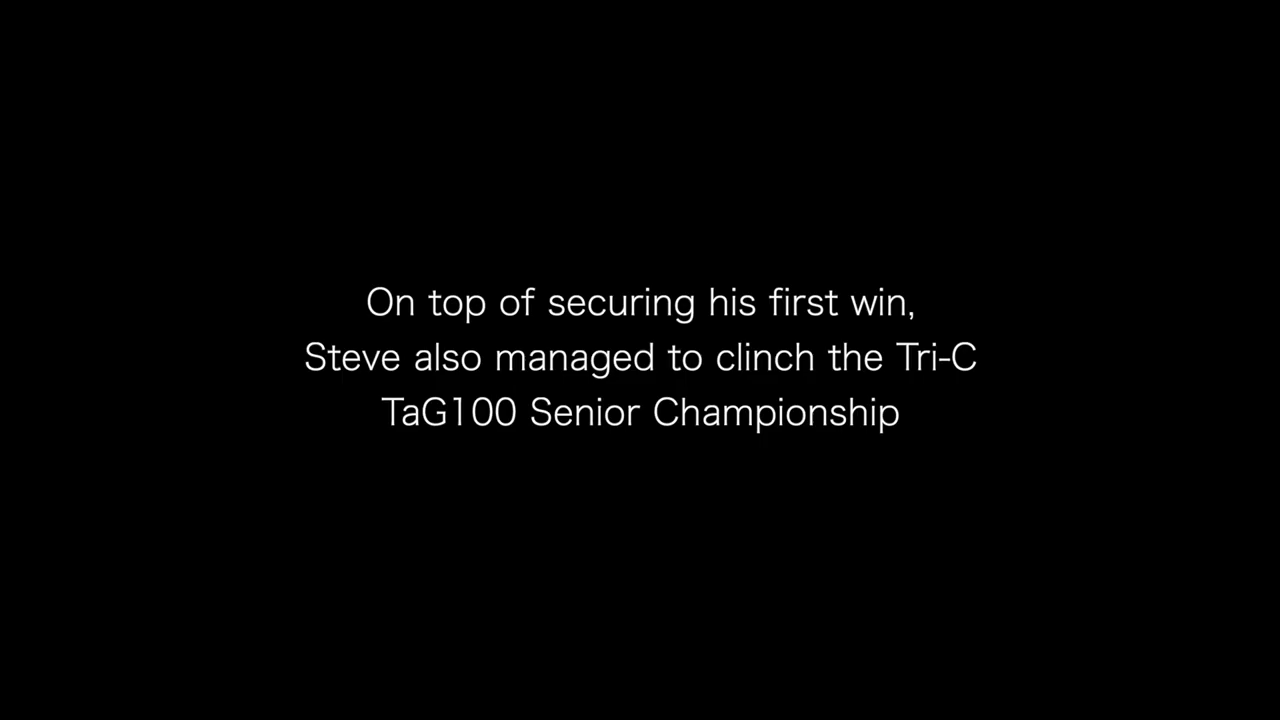 On top of securing his first win,
Steve also managed to clinch the Tri-C
TaG100 Senior Championship